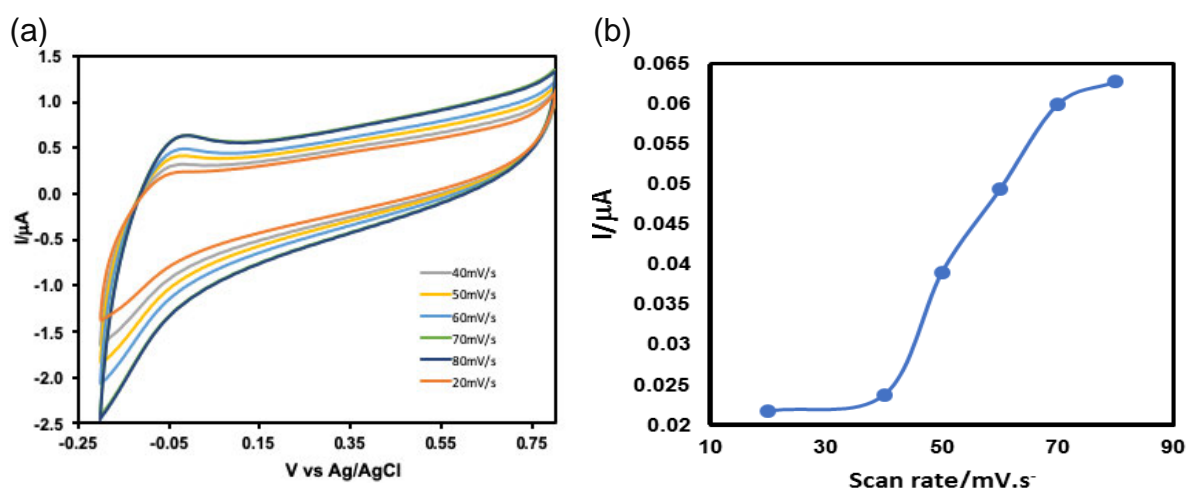 (a)
1.5
1.0
0.5
0.0
-0.5
-1.0
-1.5
-2.0
-2.5
I/µA
-0.25 -0.05 0.15 0.35 0.55 0.75
V vs Ag/AgCl
40mV/s
50mV/s
60mV/s
70mV/s
80mV/s
20mV/s
(b)
0.065
0.06
0.055
0.05
0.045
0.04
0.035
0.03
0.025
0.02
I/µA
10 30 50 70 90
Scan rate/mV.s⁻